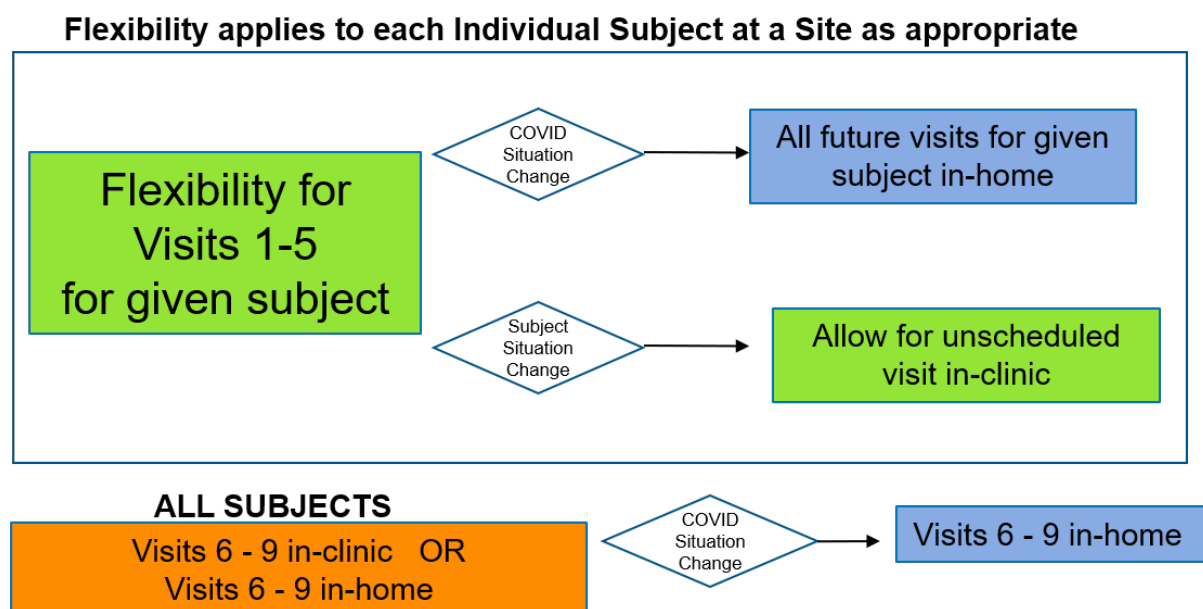 Flexibility applies to each Individual Subject at a Site as appropriate
Flexibility for
Visits 1-5
for given subject
COVID
Situation
Change
All future visits for given
subject in-home
Subject
Situation
Change
Allow for unscheduled
visit in-clinic
ALL SUBJECTS
Visits 6 - 9 in-clinic OR
Visits 6 - 9 in-home
COVID
Situation
Change
Visits 6 - 9 in-home